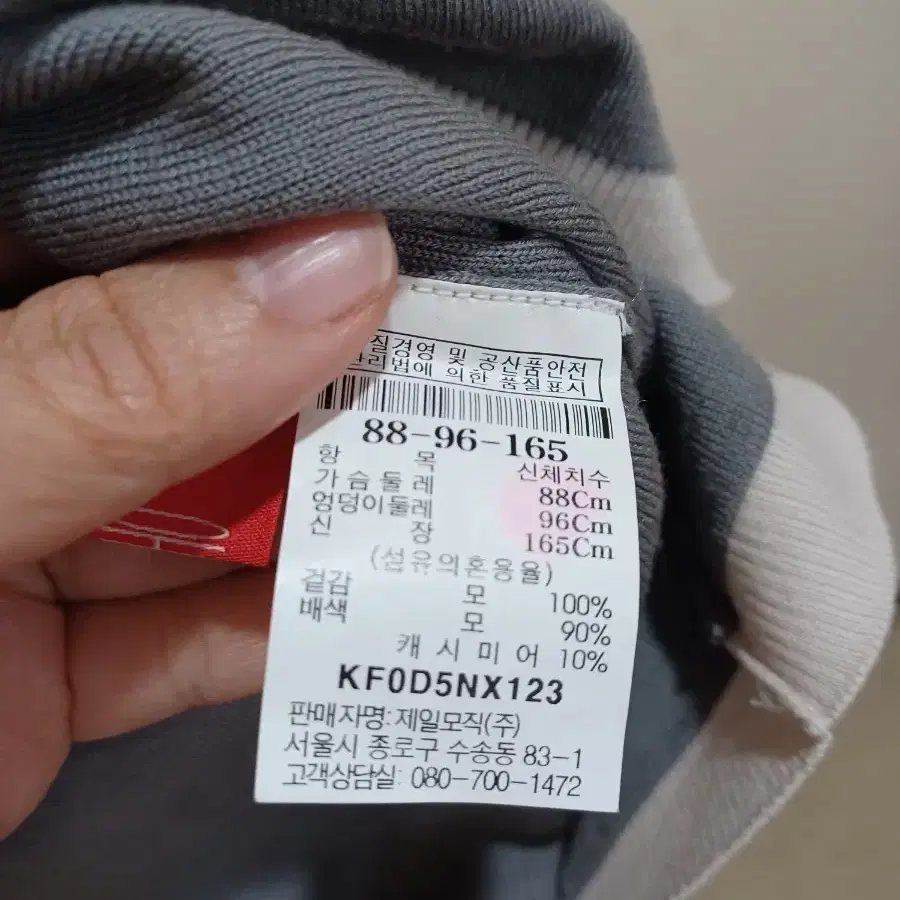 질경영 및 공산품안전
관리법에 의한 품질표시
88-96-165
항 목 신체치수
가슴둘레 88Cm
엉덩이둘레 96Cm
신 장 165Cm
(섬유의혼용율)
겉감 모 100%
배색 모 90%
캐시미어 10%
KF0D5NX123
판매자명: 제일모직(주)
서울시 종로구 수송동 83-1
고객상담실: 080-700-1472